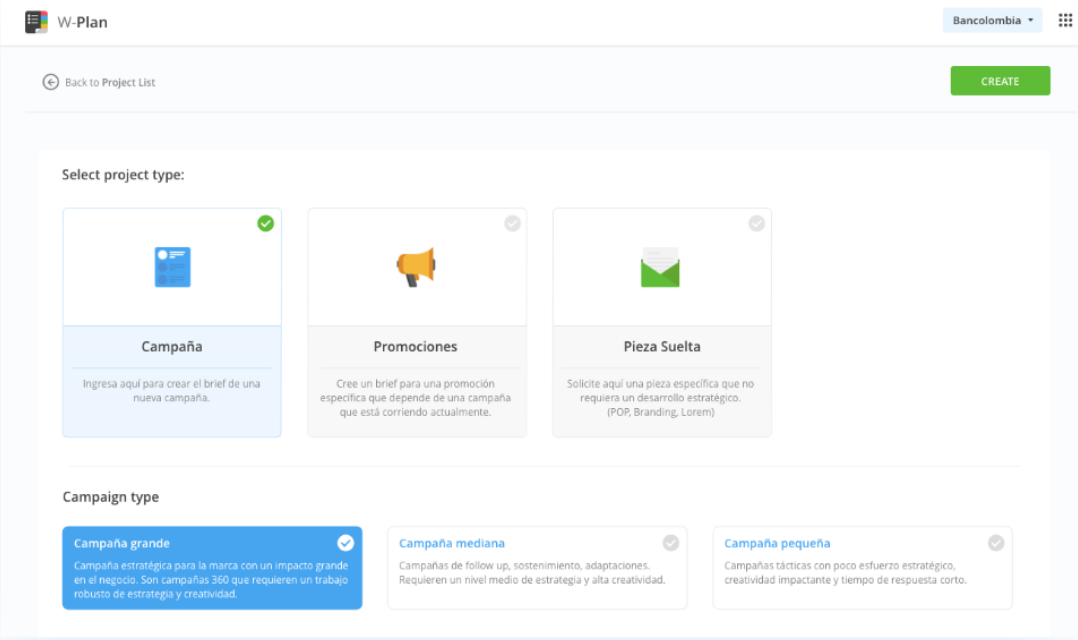 W-Plan
Bancolombia
Back to Project List
CREATE
Select project type:
Campaña
Ingresa aquí para crear el brief de una
nueva campaña.
Promociones
Cree un brief para una promoción
específica que depende de una campaña
que está corriendo actualmente.
Pieza Suelta
Solicite aquí una pieza específica que no
requiera un desarrollo estratégico.
(POP, Branding, Lorem)
Campaign type
Campaña grande
Campaña estratégica para la marca con un impacto grande
en el negocio. Son campañas 360 que requieren un trabajo
robusto de estrategia y creatividad.
Campaña mediana
Campañas de follow up, sostenimiento, adaptaciones.
Requieren un nivel medio de estrategia y alta creatividad.
Campaña pequeña
Campañas tácticas con poco esfuerzo estratégico,
creatividad impactante y tiempo de respuesta corto.